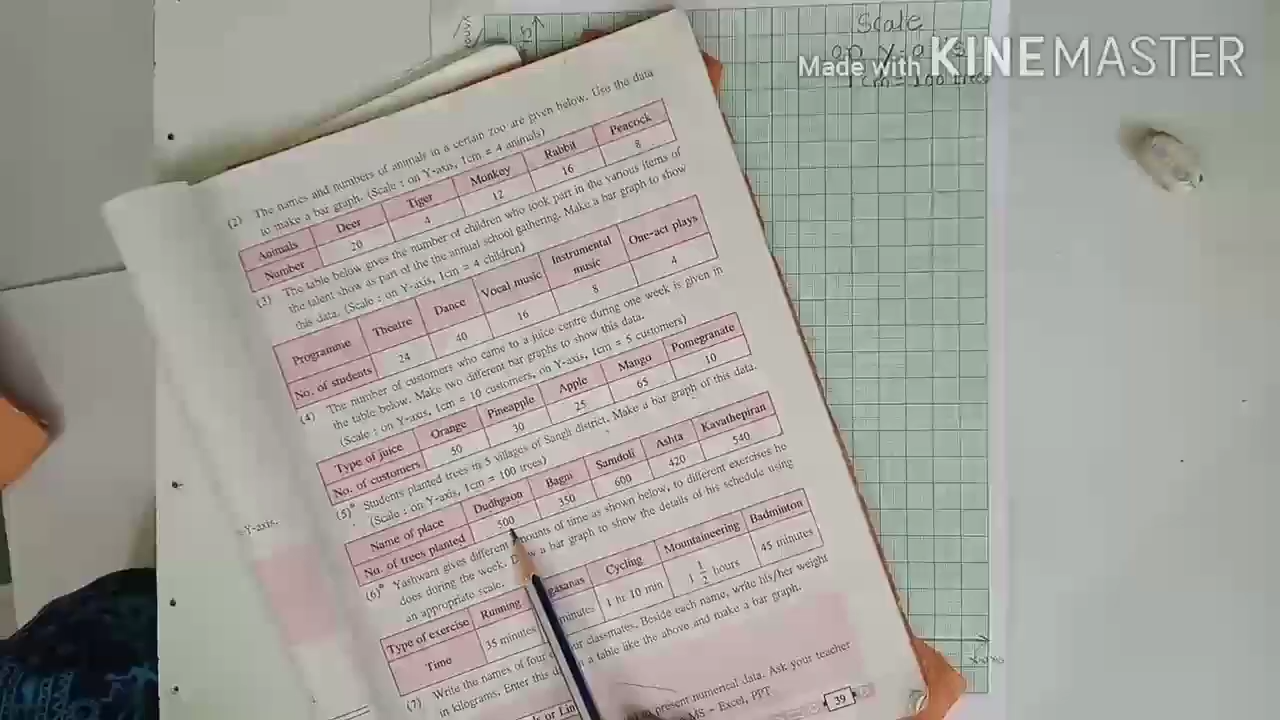 Scale
on Y-axis
1cm = 100 trees
Made with KINEMASTER
(2) The names and numbers of animals in a certain zoo are given below. Use the data
to make a bar graph. (Scale : on Y-axis, 1cm = 4 animals)
Animals Deer Tiger Monkey Rabbit Peacock
Number 20 4 12 16 8
(3) The table below gives the number of children who took part in the various items of
the talent show as part of the the annual school gathering. Make a bar graph to show
this data. (Scale : on Y-axis, 1cm = 4 children)
Programme Theatre Dance Vocal music Instrumental music One-act plays
No. of students 24 40 16 8 4
(4) The number of customers who came to a juice centre during one week is given in
the table below. Make two different bar graphs to show this data.
(Scale : on Y-axis, 1cm = 10 customers, on Y-axis, 1cm = 5 customers)
Type of juice Orange Pineapple Apple Mango Pomegranate
No. of customers 50 30 25 65 10
(5)* Students planted trees in 5 villages of Sangli district. Make a bar graph of this data.
(Scale : on Y-axis, 1cm = 100 trees)
Name of place Dudhgaon Bagni Samdoli Ashta Kavathepiran
No. of trees planted 500 350 600 420 540
(6)* Yashwant gives different amounts of time as shown below, to different exercises he
does during the week. Draw a bar graph to show the details of his schedule using
an appropriate scale.
Type of exercise Running gasanas Cycling Mountaineering Badminton
Time 35 minutes minutes 1 hr 10 min 1 1/2 hours 45 minutes
(7) Write the names of four of your classmates. Beside each name, write his/her weight
in kilograms. Enter this d a table like the above and make a bar graph.
to present numerical data. Ask your teacher
MS - Excel, PPT.
39
Y-axis.
x-axis